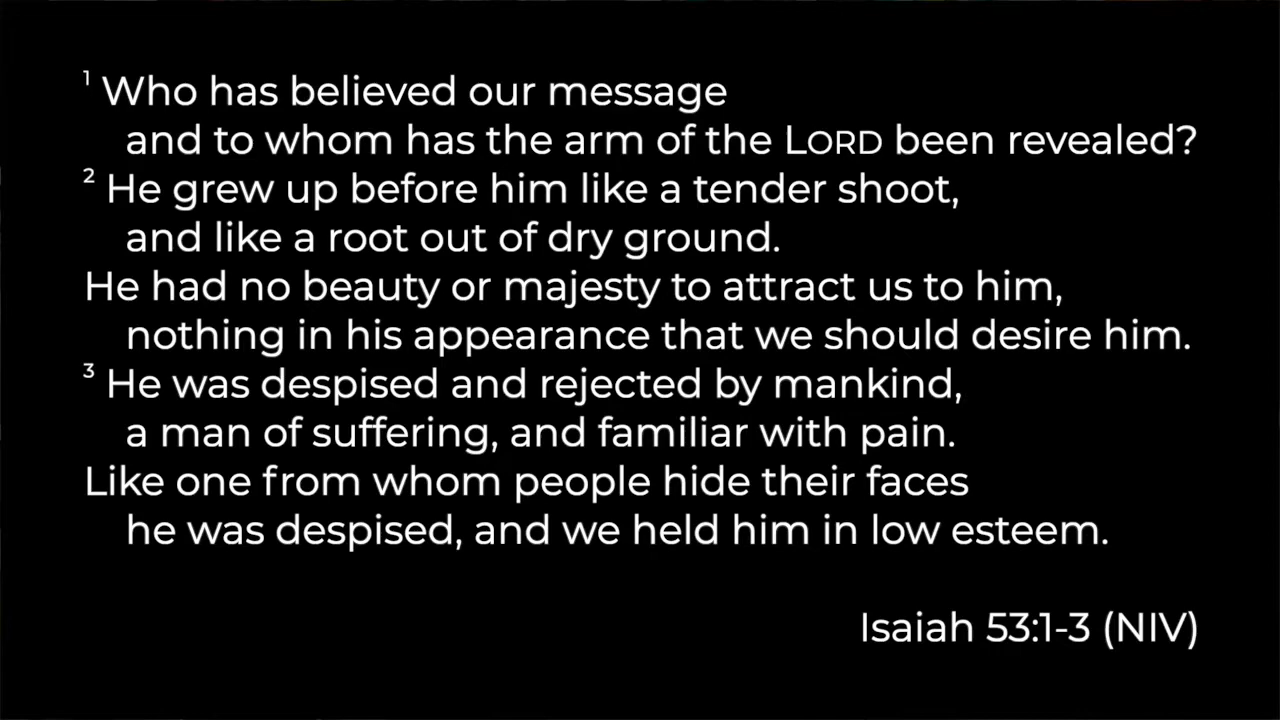 1 Who has believed our message
and to whom has the arm of the LORD been revealed?
2 He grew up before him like a tender shoot,
and like a root out of dry ground.
He had no beauty or majesty to attract us to him,
nothing in his appearance that we should desire him.
3 He was despised and rejected by mankind,
a man of suffering, and familiar with pain.
Like one from whom people hide their faces
he was despised, and we held him in low esteem.
Isaiah 53:1-3 (NIV)